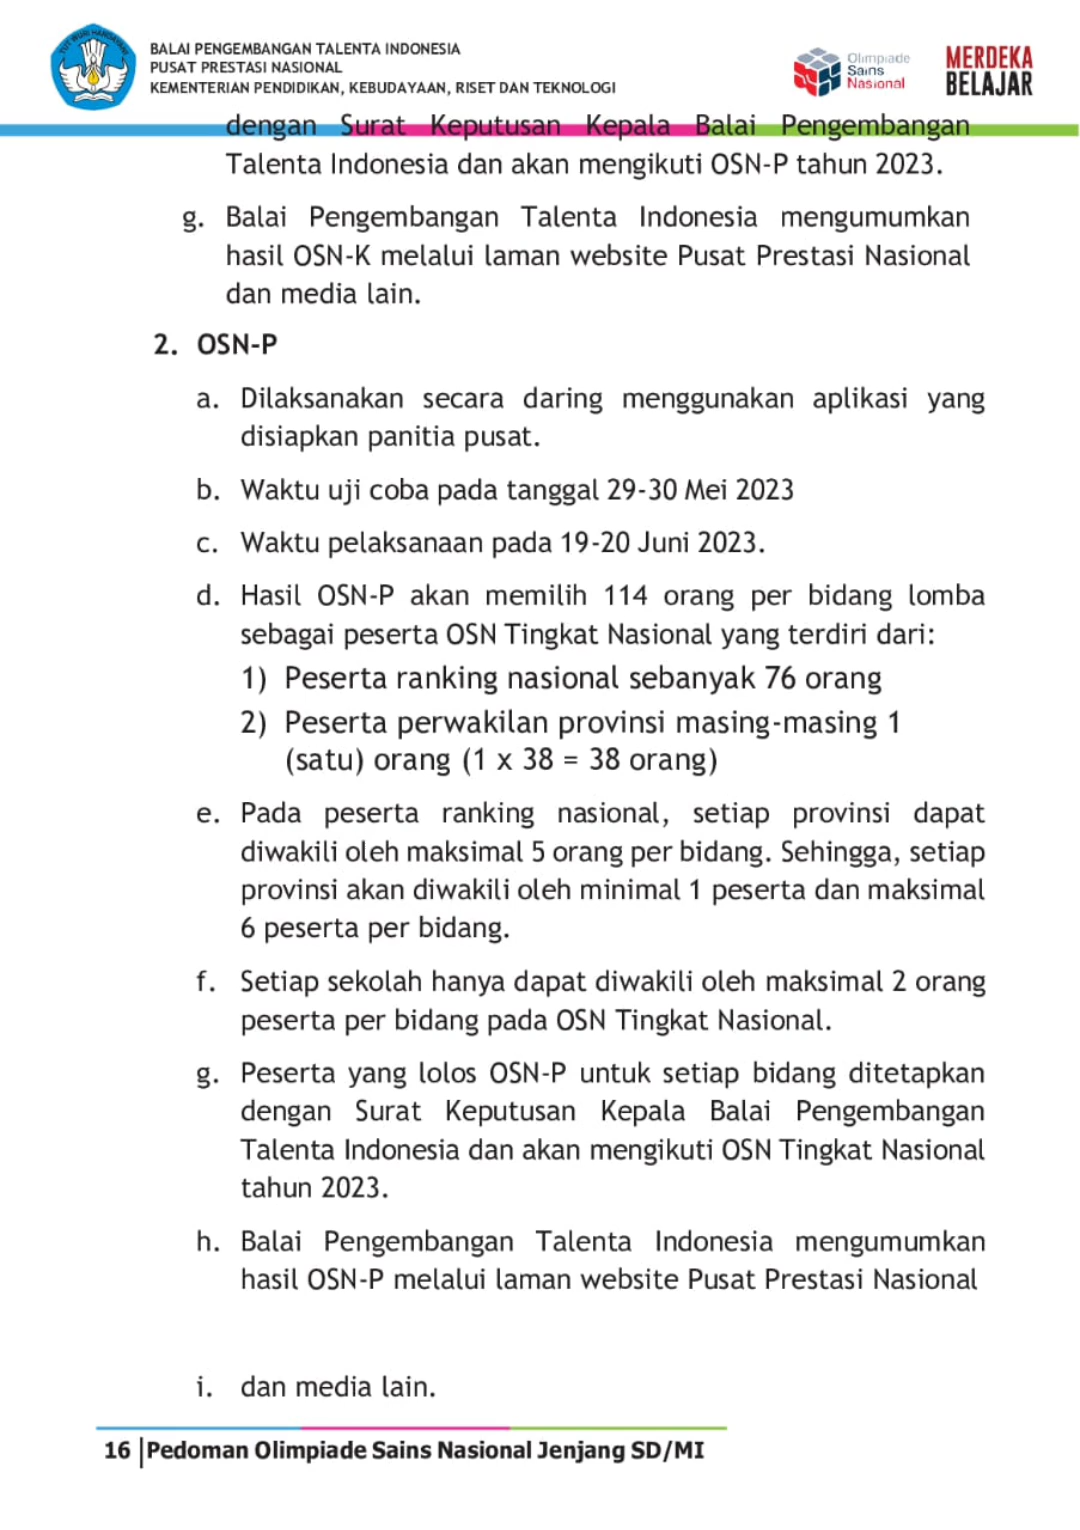 TUT WURI HANDAYANI
BALAI PENGEMBANGAN TALENTA INDONESIA
PUSAT PRESTASI NASIONAL
KEMENTERIAN PENDIDIKAN, KEBUDAYAAN, RISET DAN TEKNOLOGI
Olimpiade
Sains
Nasional
MERDEKA
BELAJAR
dengan Surat Keputusan Kepala Balai Pengembangan
Talenta Indonesia dan akan mengikuti OSN-P tahun 2023.
g. Balai Pengembangan Talenta Indonesia mengumumkan
hasil OSN-K melalui laman website Pusat Prestasi Nasional
dan media lain.
2. OSN-P
a. Dilaksanakan secara daring menggunakan aplikasi yang
disiapkan panitia pusat.
b. Waktu uji coba pada tanggal 29-30 Mei 2023
c. Waktu pelaksanaan pada 19-20 Juni 2023.
d. Hasil OSN-P akan memilih 114 orang per bidang lomba
sebagai peserta OSN Tingkat Nasional yang terdiri dari:
1) Peserta ranking nasional sebanyak 76 orang
2) Peserta perwakilan provinsi masing-masing 1
(satu) orang (1 x 38 = 38 orang)
e. Pada peserta ranking nasional, setiap provinsi dapat
diwakili oleh maksimal 5 orang per bidang. Sehingga, setiap
provinsi akan diwakili oleh minimal 1 peserta dan maksimal
6 peserta per bidang.
f. Setiap sekolah hanya dapat diwakili oleh maksimal 2 orang
peserta per bidang pada OSN Tingkat Nasional.
g. Peserta yang lolos OSN-P untuk setiap bidang ditetapkan
dengan Surat Keputusan Kepala Balai Pengembangan
Talenta Indonesia dan akan mengikuti OSN Tingkat Nasional
tahun 2023.
h. Balai Pengembangan Talenta Indonesia mengumumkan
hasil OSN-P melalui laman website Pusat Prestasi Nasional
i. dan media lain.
16 |Pedoman Olimpiade Sains Nasional Jenjang SD/MI